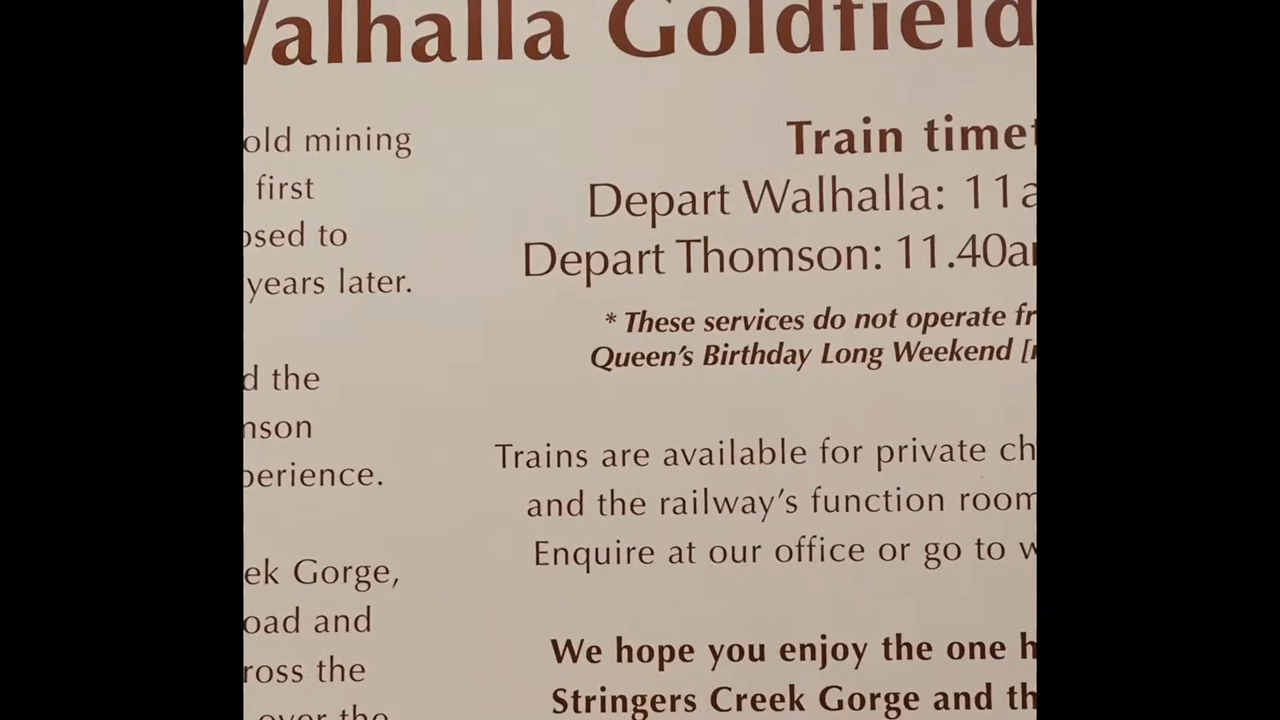 Valhalla Goldfield
old mining
first
osed to
years later.
d the
nson
perience.
ek Gorge,
oad and
ross the
over the
Train timet
Depart Walhalla: 11a
Depart Thomson: 11.40a
* These services do not operate fr
Queen's Birthday Long Weekend [
Trains are available for private ch
and the railway's function room
Enquire at our office or go to w
We hope you enjoy the one h
Stringers Creek Gorge and th